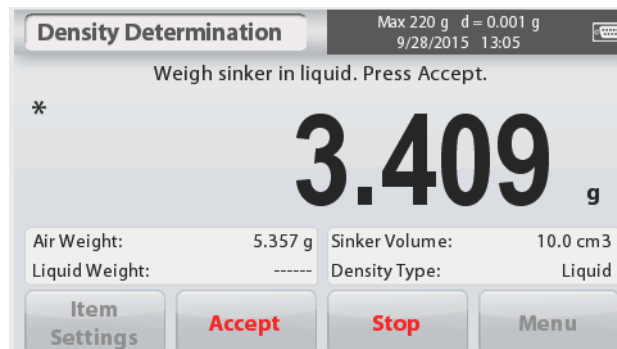 Density Determination
Max 220 g d = 0.001 g
9/28/2015 13:05
Weigh sinker in liquid. Press Accept.
*
3.409 g
Air Weight: 5.357 g Sinker Volume: 10.0 cm3
Liquid Weight: ------ Density Type: Liquid
Item Settings Accept Stop Menu